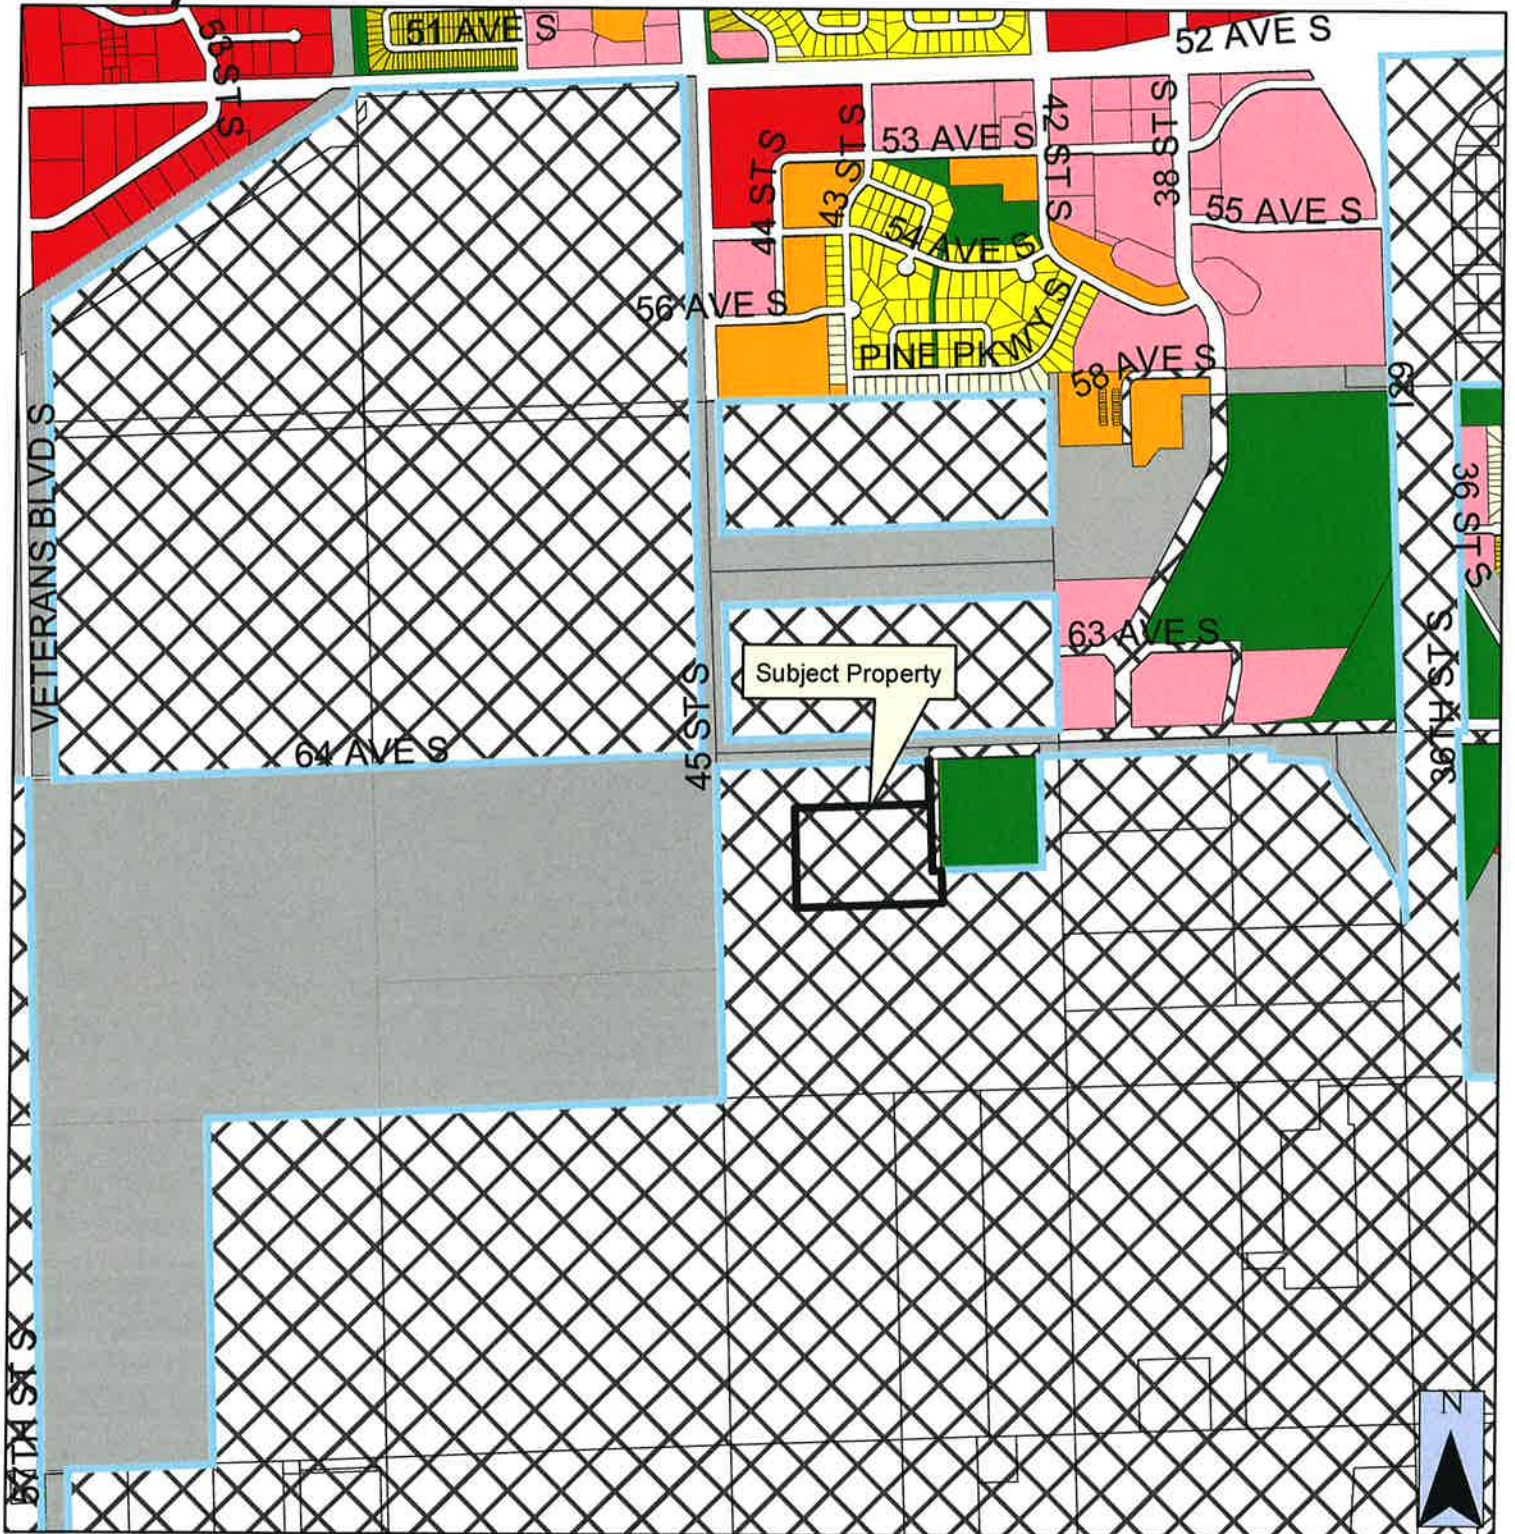 51 AVE S
52 AVE S
53 ST S
53 AVE S
42 ST S
38 ST S
43 ST S
44 ST S
55 AVE S
54 AVE S
56 AVE S
PINE PKWY S
58 AVE S
I29
VETERANS BLVD S
36 ST S
63 AVE S
36TH ST S
Subject Property
45 ST S
64 AVE S
57TH ST S
N